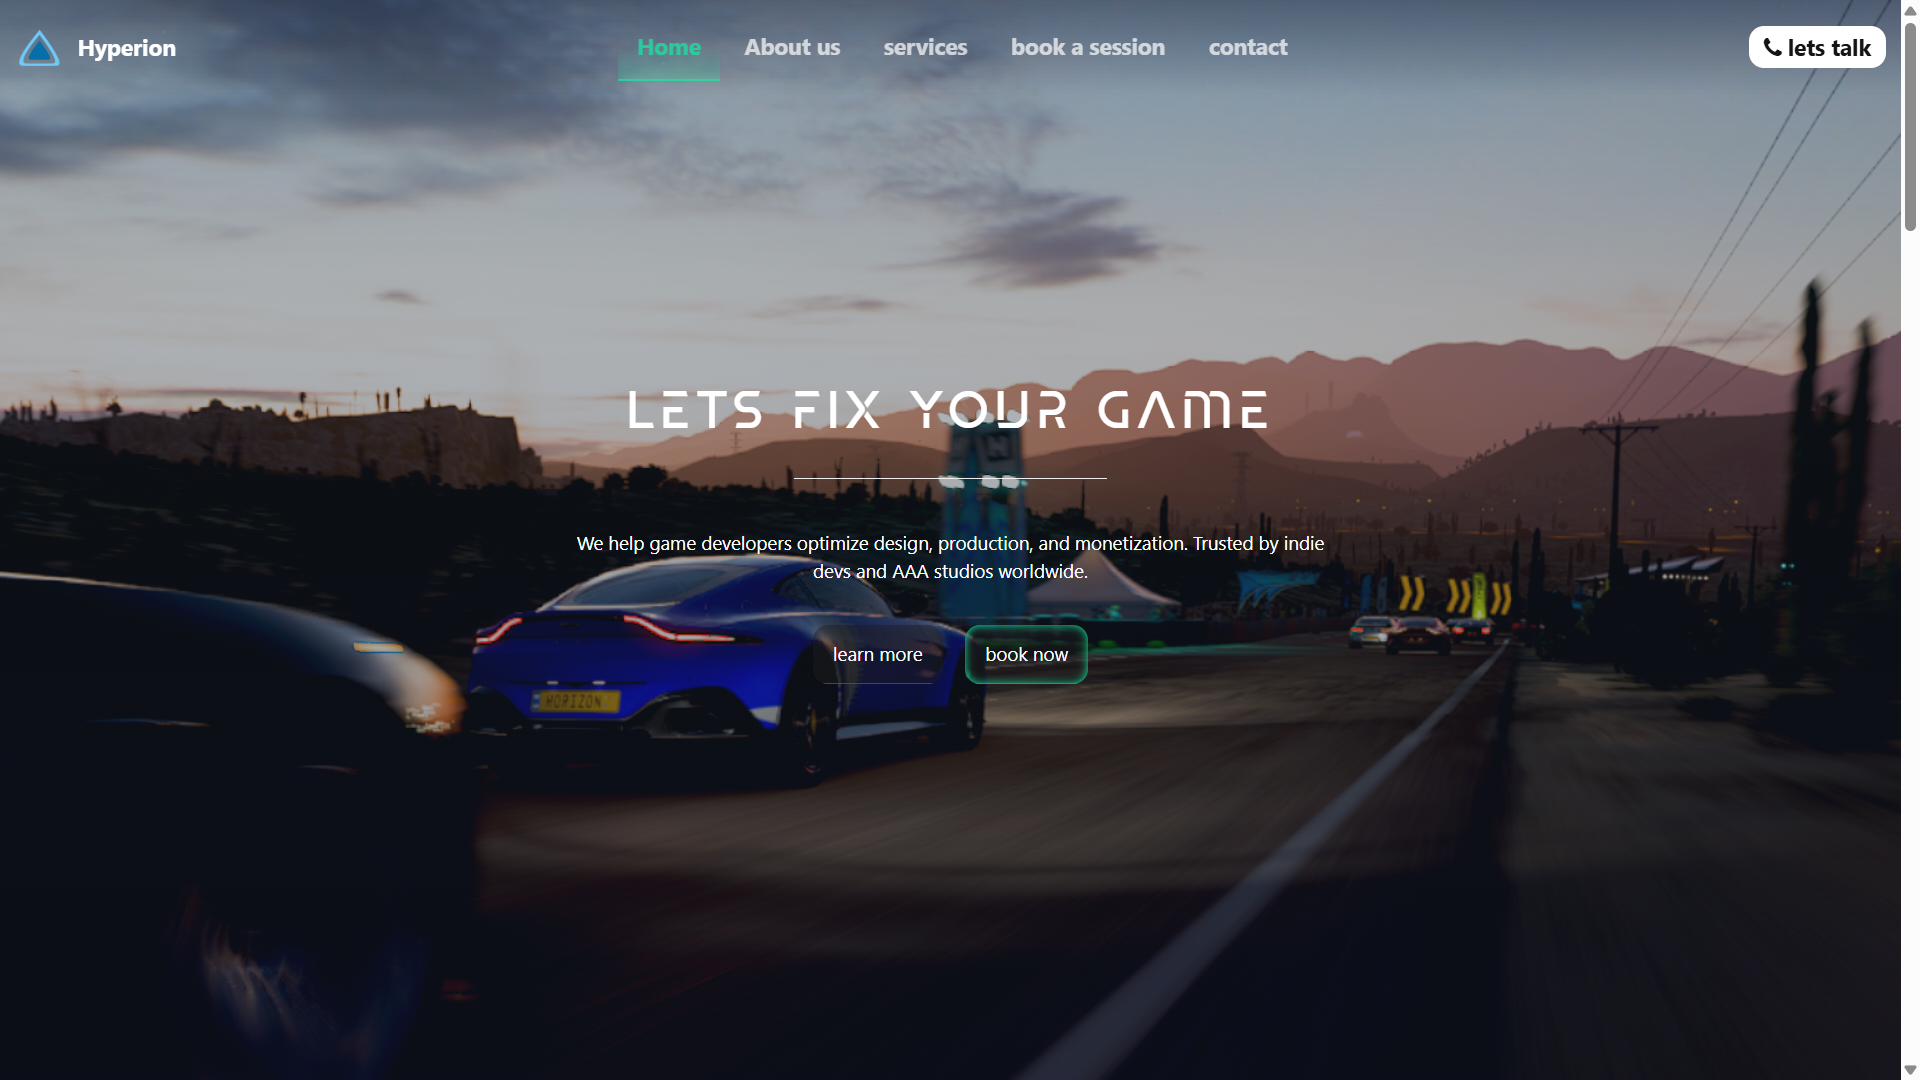 Hyperion
Home
About us
services
book a session
contact
lets talk
LETS FIX YOUR GAME
We help game developers optimize design, production, and monetization. Trusted by indie
devs and AAA studios worldwide.
learn more
book now
HORIZON